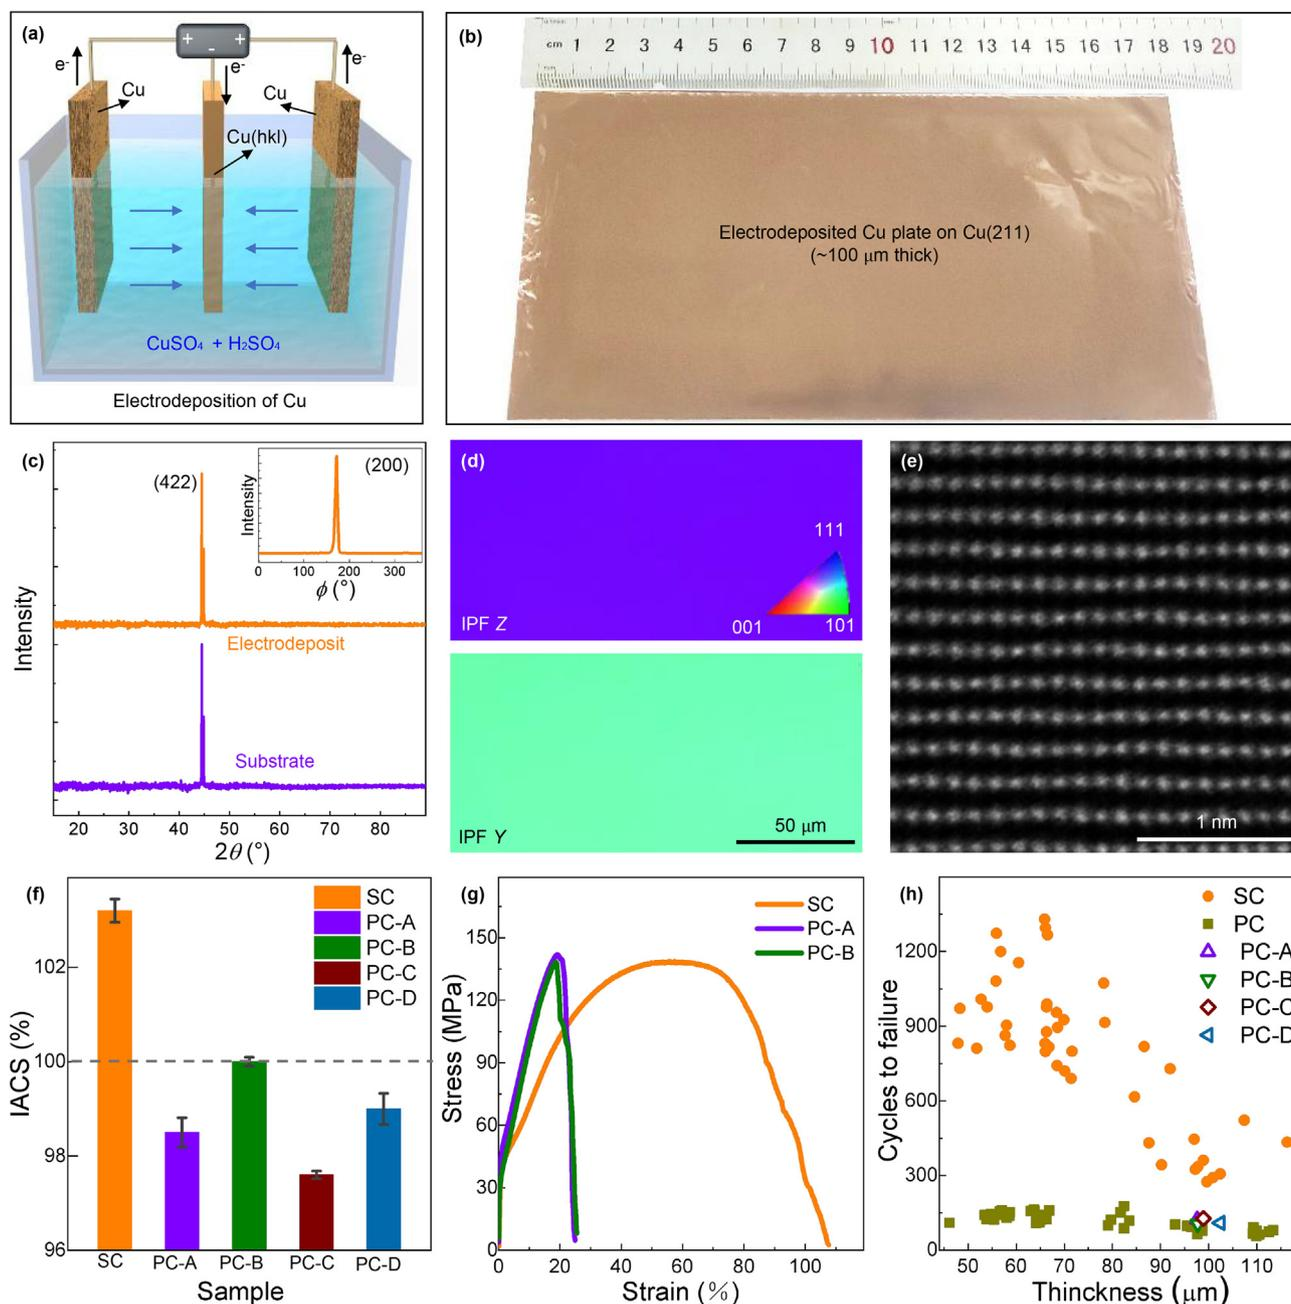 (a)
+ +
-
e-
e-
e-
Cu
Cu
Cu(hkl)
CuSO4 + H2SO4
Electrodeposition of Cu
(b)
cm 1 2 3 4 5 6 7 8 9 10 11 12 13 14 15 16 17 18 19 20
Electrodeposited Cu plate on Cu(211)
(~100 μm thick)
(c)
(422)
(200)
Intensity
0 100 200 300
ϕ (°)
Intensity
Electrodeposit
Substrate
20 30 40 50 60 70 80
2θ (°)
(d)
111
001
101
IPF Z
IPF Y
50 μm
(e)
1 nm
(f)
SC
PC-A
PC-B
PC-C
PC-D
IACS (%)
102
100
98
96
SC PC-A PC-B PC-C PC-D
Sample
(g)
SC
PC-A
PC-B
Stress (MPa)
150
120
90
60
30
0
0 20 40 60 80 100
Strain (%)
(h)
SC
PC
PC-A
PC-B
PC-C
PC-D
Cycles to failure
1200
900
600
300
0
50 60 70 80 90 100 110
Thinckness (μm)